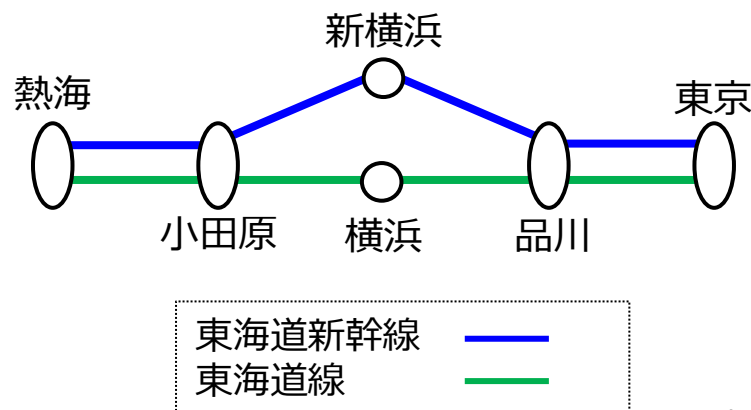 新横浜
熱海
東京
小田原
横浜
品川
東海道新幹線
東海道線